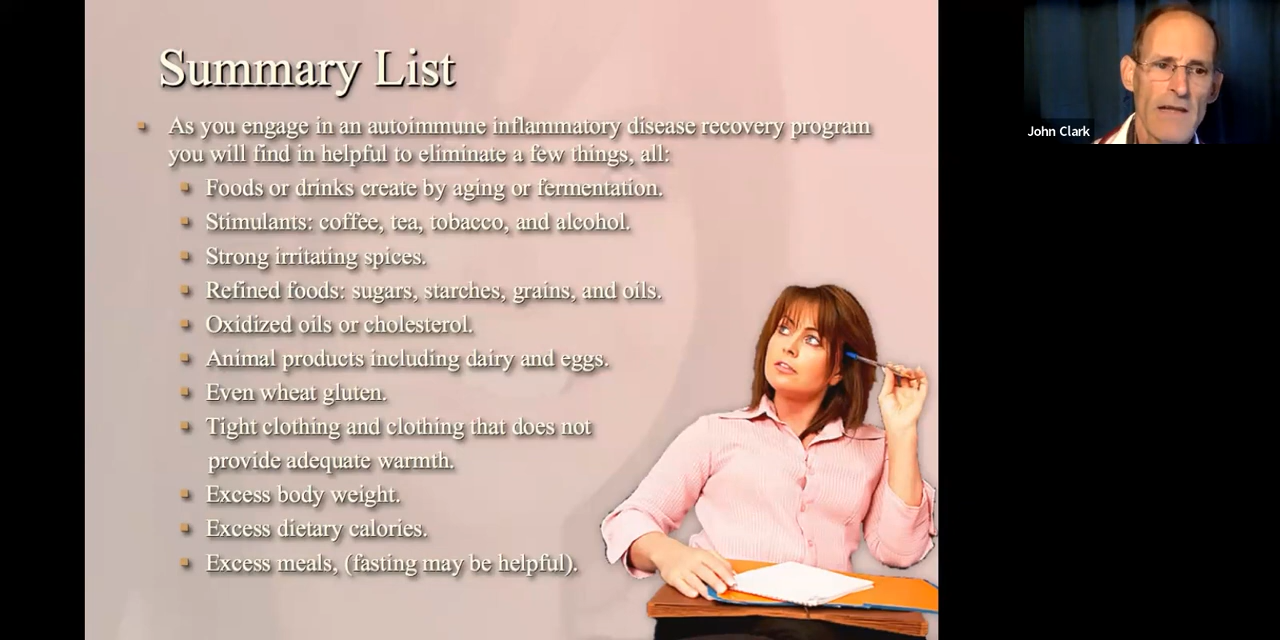 Summary List
As you engage in an autoimmune inflammatory disease recovery program
you will find in helpful to eliminate a few things, all:
Foods or drinks create by aging or fermentation.
Stimulants: coffee, tea, tobacco, and alcohol.
Strong irritating spices.
Refined foods: sugars, starches, grains, and oils.
Oxidized oils or cholesterol.
Animal products including dairy and eggs.
Even wheat gluten.
Tight clothing and clothing that does not
provide adequate warmth.
Excess body weight.
Excess dietary calories.
Excess meals, (fasting may be helpful).
John Clark